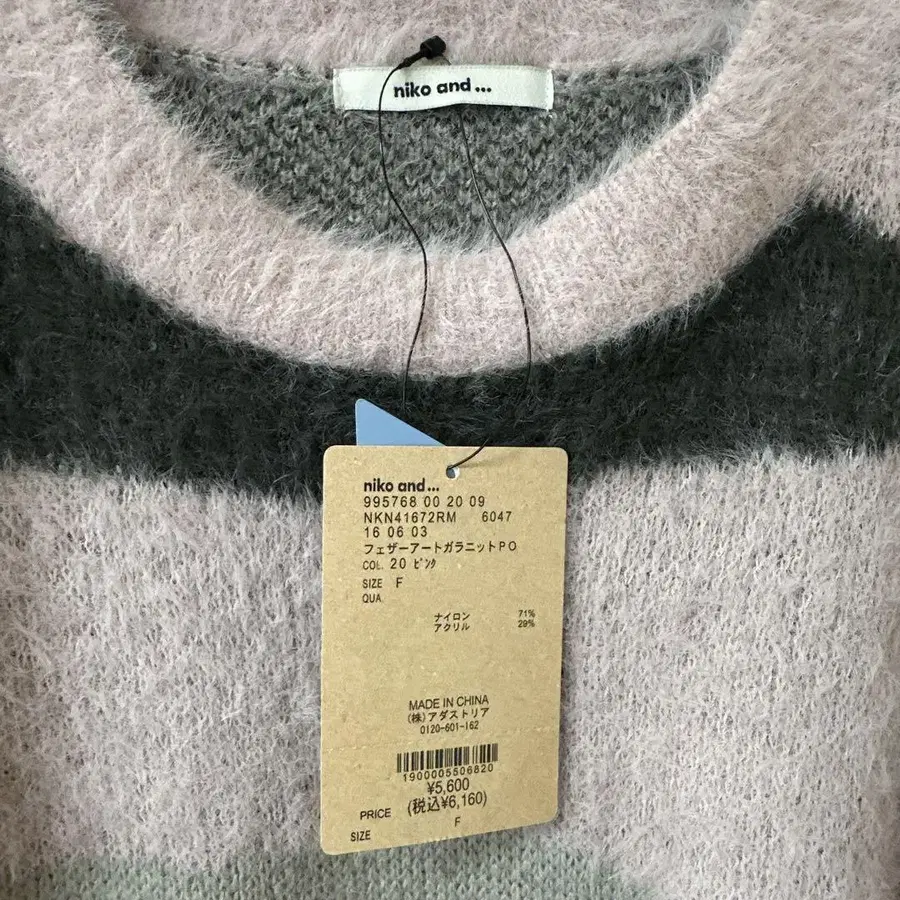 niko and...
niko and...
995768 00 20 09
NKN41672RM 6047
16 06 03
フェザーアートガラニットPO
COL. 20 ピンク
SIZE F
QUA.
ナイロン 71%
アクリル 29%
MADE IN CHINA
(株)アダストリア
0120-601-162
1900005506820
¥5,600
PRICE (税込¥6,160)
SIZE F